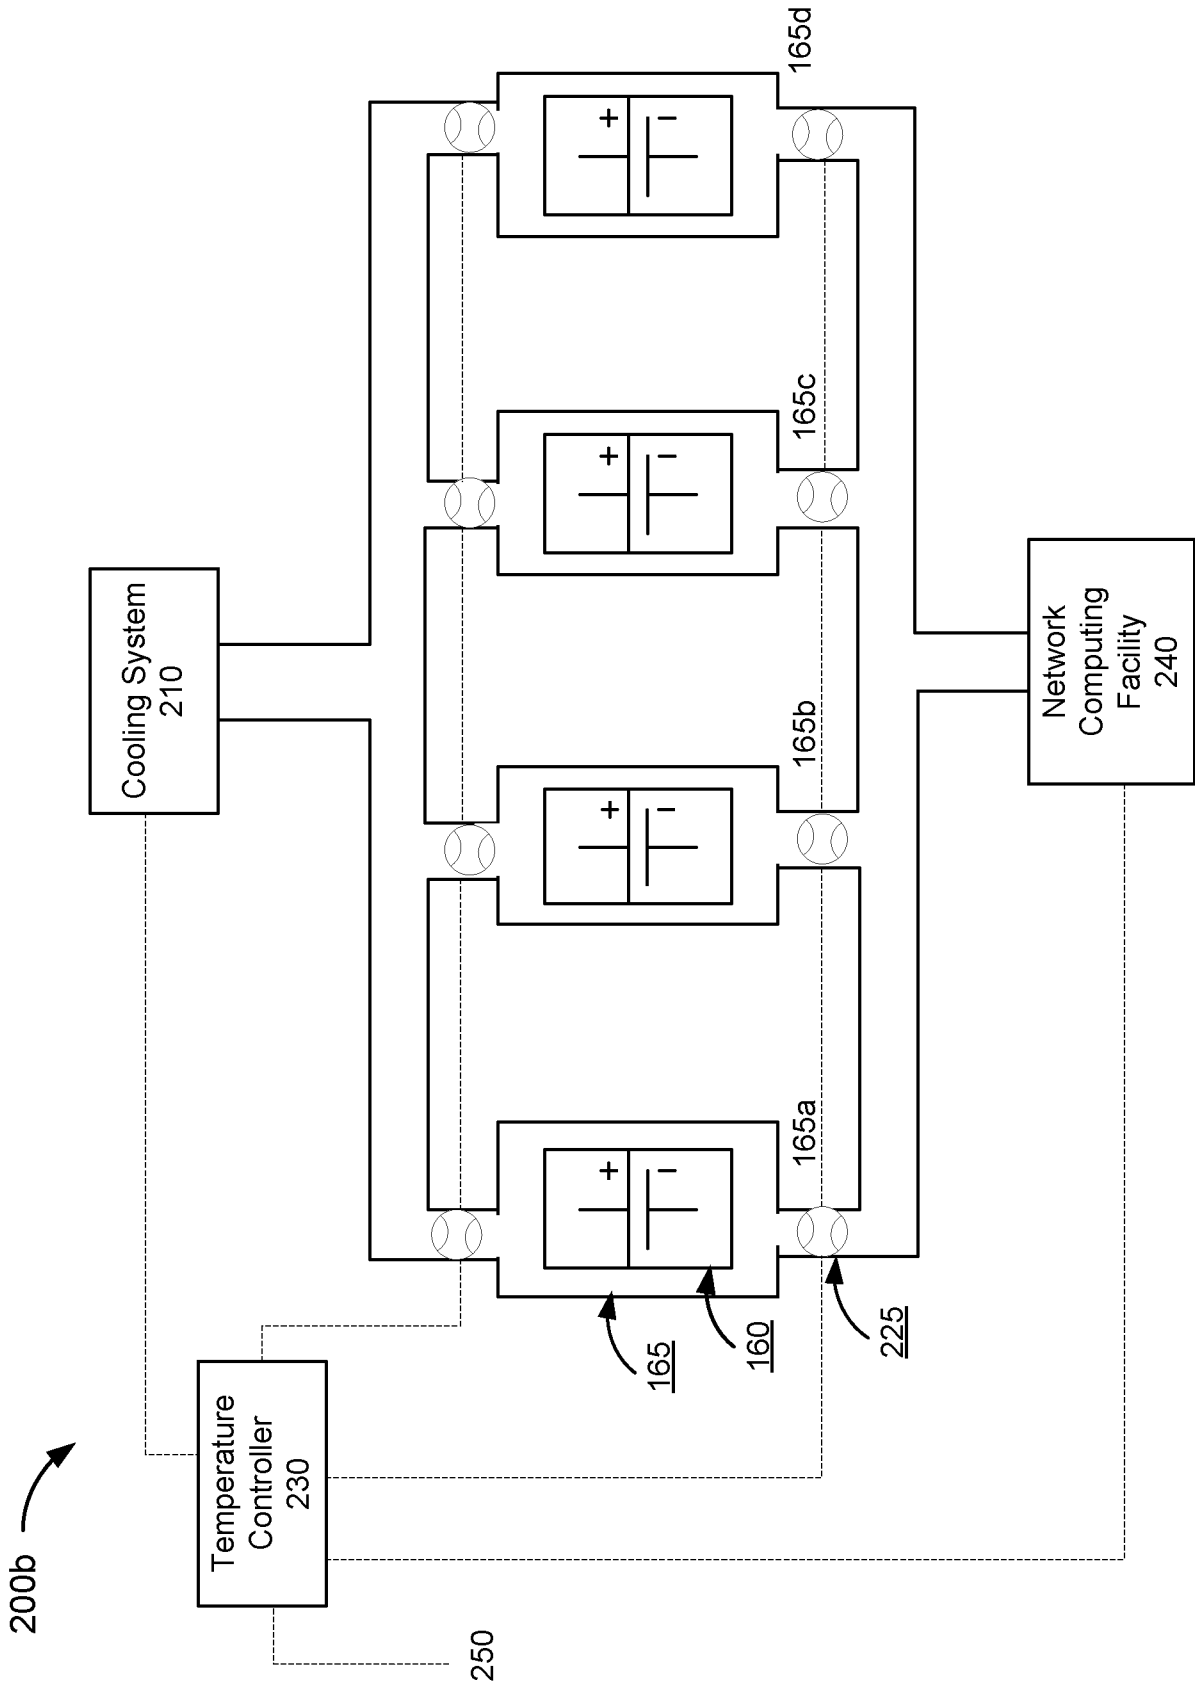 200b
250
Temperature
Controller
230
Cooling System
210
165
160
225
+
−
165a
+
−
165b
+
−
165c
+
−
165d
Network
Computing
Facility
240